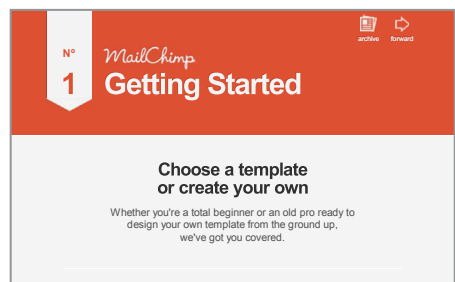 archive forward
Nº
1
MailChimp
Getting Started
Choose a template
or create your own
Whether you're a total beginner or an old pro ready to
design your own template from the ground up,
we've got you covered.